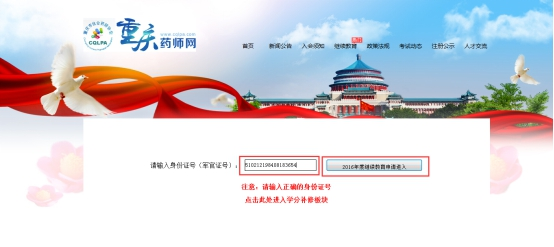 CQLPA
重庆药师网
首页 新闻公告 入会须知 继续教育 政策法规 考试动态 注册公示 人才交流
请输入身份证号（军官证号）：
2016年度继续教育申请进入
注意，请输入正确的身份证号
点击此处进入学分补修板块